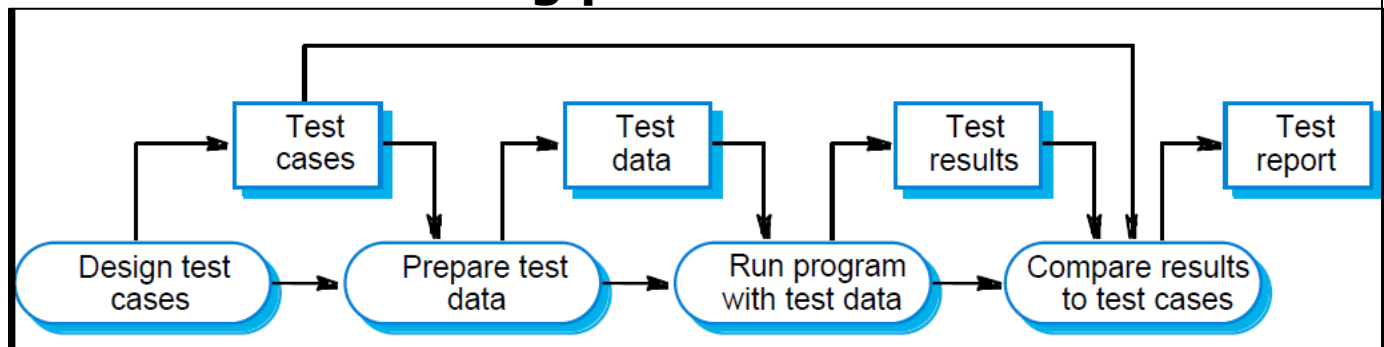 Test
cases
Test
data
Test
results
Test
report
Design test
cases
Prepare test
data
Run program
with test data
Compare results
to test cases